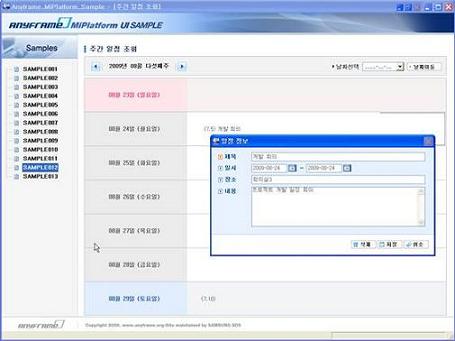 Anyframe_MiPlatform_Sample - [주간 일정 조회]
ANYFRAME MiPlatform UI SAMPLE
Samples
SAMPLE001
SAMPLE002
SAMPLE003
SAMPLE004
SAMPLE005
SAMPLE006
SAMPLE007
SAMPLE008
SAMPLE009
SAMPLE010
SAMPLE011
SAMPLE012
SAMPLE013
주간 일정 조회
2009년 08월 다섯째주
날짜선택
날짜이동
08월 23일 (일요일)
08월 24일 (월요일)
개발 회의
08월 25일 (화요일)
08월 26일 (수요일)
08월 27일 (목요일)
08월 28일 (금요일)
08월 29일 (토요일)
일정 정보
제목 개발 회의
일시 2009-08-24 ~ 2009-08-24
장소 회의실3
내용 프로젝트 개발 일정 회의
삭제 저장 취소
ANYFRAME
Copyright 2009, www.anyframe.org maintained by SAMSUNG SDS